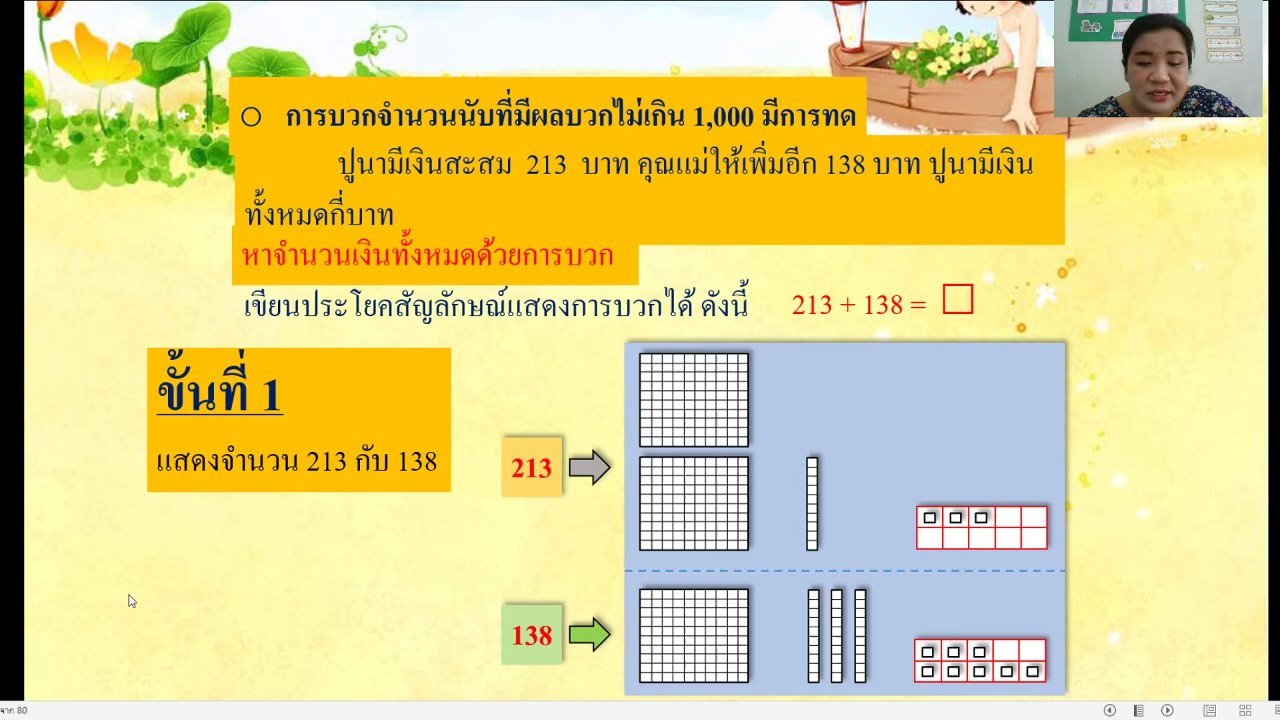 การบวกจำนวนนับที่มีผลบวกไม่เกิน 1,000 มีการทด
ปูนามีเงินสะสม 213 บาท คุณแม่ให้เพิ่มอีก 138 บาท ปูนามีเงิน
ทั้งหมดกี่บาท
หาจำนวนเงินทั้งหมดด้วยการบวก
เขียนประโยคสัญลักษณ์แสดงการบวกได้ ดังนี้ 213 + 138 = □
ขั้นที่ 1
แสดงจำนวน 213 กับ 138
213
138
จาก 80